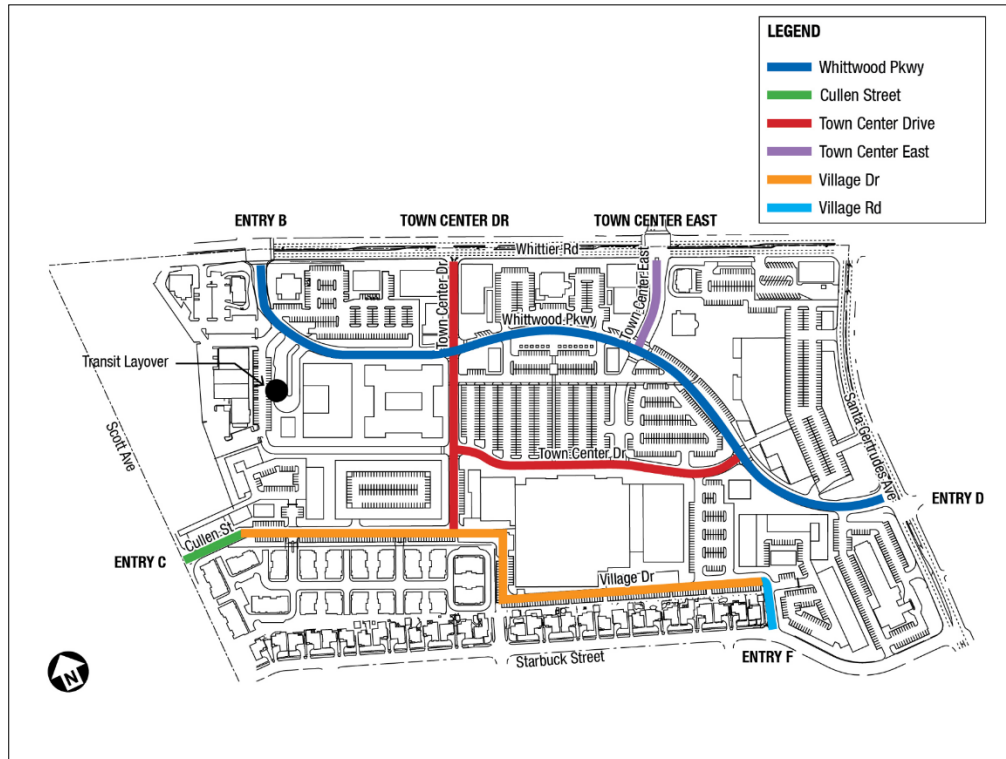 LEGEND
Whittwood Pkwy
Cullen Street
Town Center Drive
Town Center East
Village Dr
Village Rd
ENTRY B
TOWN CENTER DR
TOWN CENTER EAST
Whittier Rd
Town Center Dr
Town Center East
Whittwood Pkwy
Transit Layover
Scott Ave
Santa Gertrudes Ave
Town Center Dr
ENTRY D
Cullen St
ENTRY C
Village Dr
Starbuck Street
ENTRY F
N